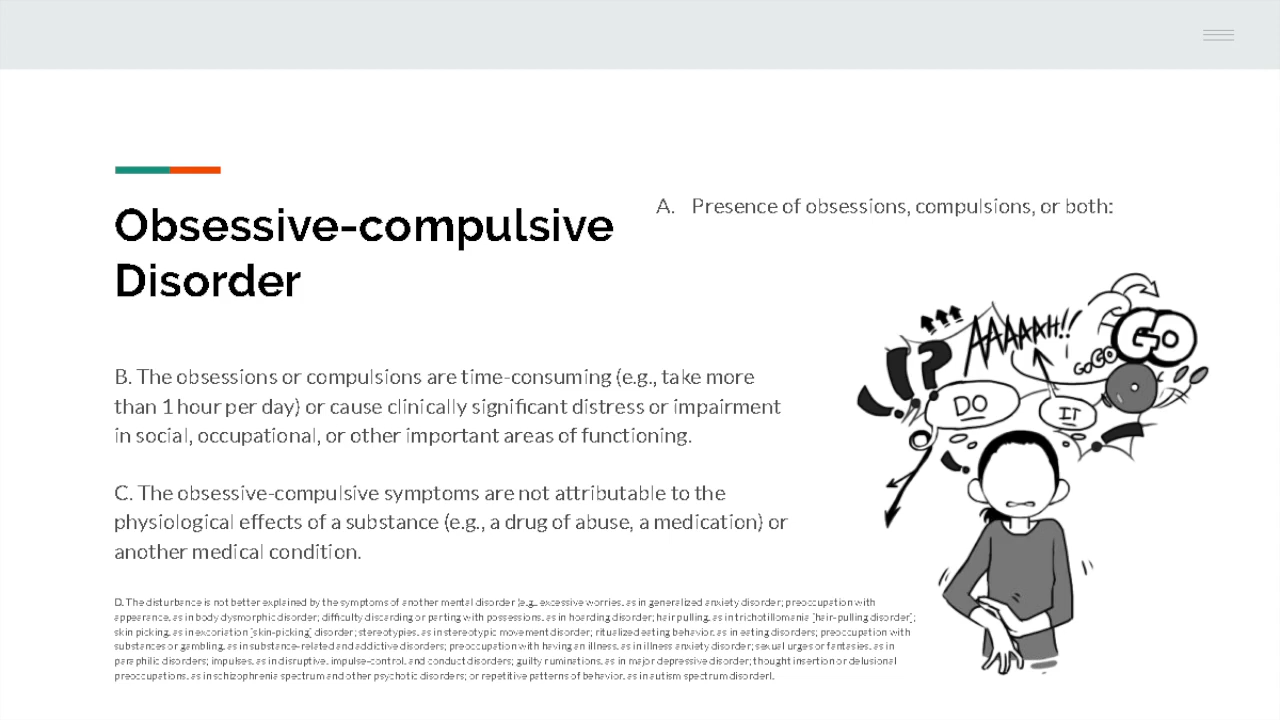 Obsessive-compulsive
Disorder
A. Presence of obsessions, compulsions, or both:
B. The obsessions or compulsions are time-consuming (e.g., take more
than 1 hour per day) or cause clinically significant distress or impairment
in social, occupational, or other important areas of functioning.
C. The obsessive-compulsive symptoms are not attributable to the
physiological effects of a substance (e.g., a drug of abuse, a medication) or
another medical condition.
D. The disturbance is not better explained by the symptoms of another mental disorder (e.g., excessive worries, as in generalized anxiety disorder; preoccupation with
appearance, as in body dysmorphic disorder; difficulty discarding or parting with possessions, as in hoarding disorder; hair pulling, as in trichotillomania [hair-pulling disorder];
skin picking, as in excoriation [skin-picking] disorder; stereotypies, as in stereotypic movement disorder; ritualized eating behavior, as in eating disorders; preoccupation with
substances or gambling, as in substance-related and addictive disorders; preoccupation with having an illness, as in illness anxiety disorder; sexual urges or fantasies, as in
paraphilic disorders; impulses, as in disruptive, impulse-control, and conduct disorders; guilty ruminations, as in major depressive disorder; thought insertion or delusional
preoccupations, as in schizophrenia spectrum and other psychotic disorders; or repetitive patterns of behavior, as in autism spectrum disorder).
AAAAAH!!
GO
GOGO
!?
DO
IT